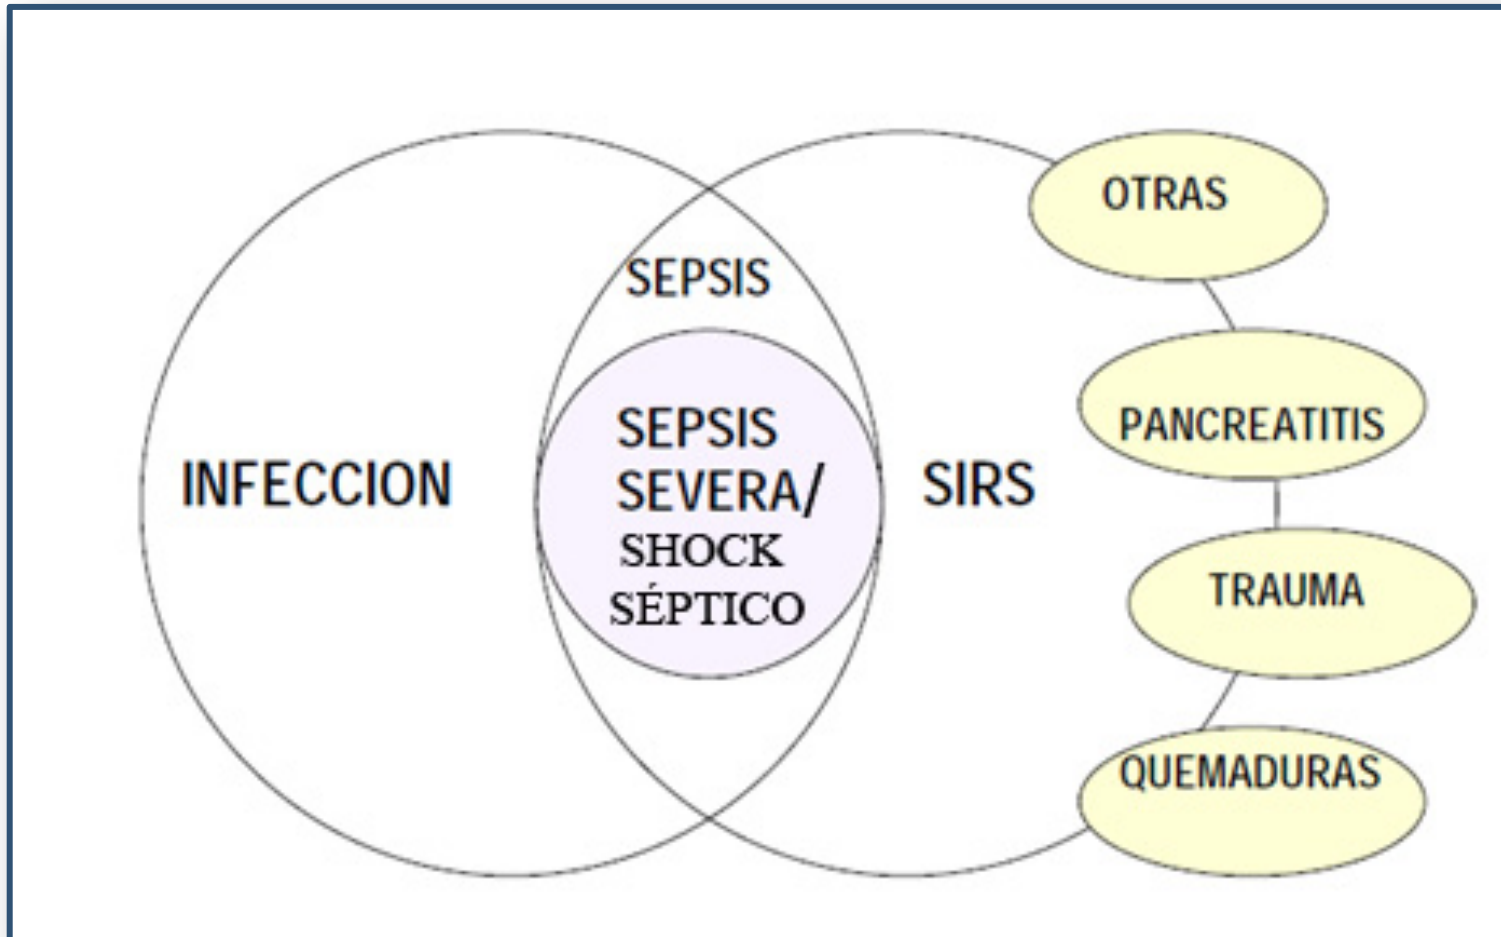 OTRAS
SEPSIS
PANCREATITIS
INFECCION
SEPSIS
SEVERA/
SHOCK
SÉPTICO
SIRS
TRAUMA
QUEMADURAS